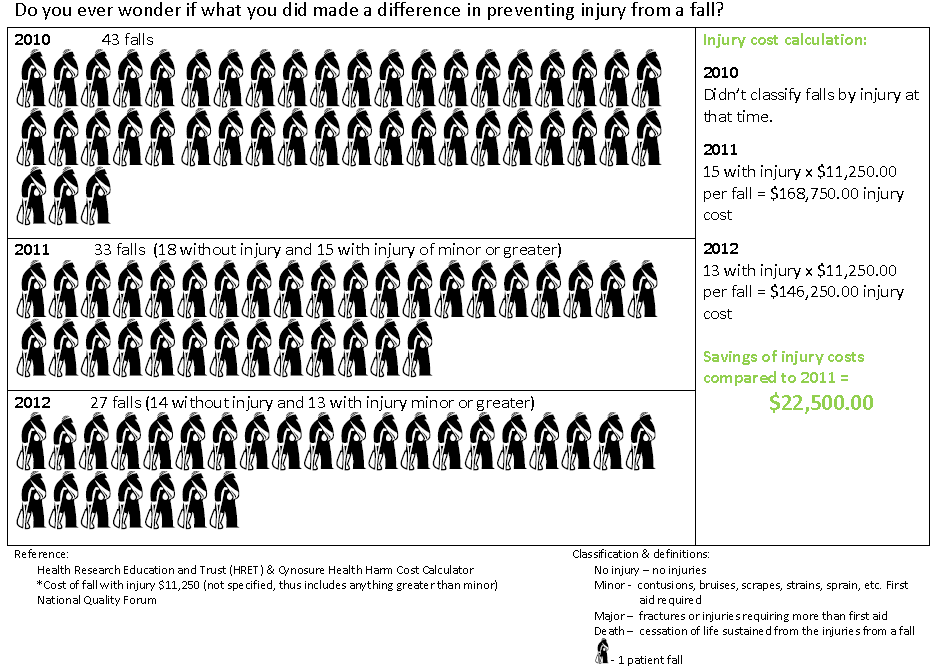 Do you ever wonder if what you did made a difference in preventing injury from a fall?
2010 43 falls
2011 33 falls (18 without injury and 15 with injury of minor or greater)
2012 27 falls (14 without injury and 13 with injury minor or greater)
Injury cost calculation:
2010
Didn't classify falls by injury at
that time.
2011
15 with injury x $11,250.00
per fall = $168,750.00 injury
cost
2012
13 with injury x $11,250.00
per fall = $146,250.00 injury
cost
Savings of injury costs
compared to 2011 =
$22,500.00
Reference:
Health Research Education and Trust (HRET) & Cynosure Health Harm Cost Calculator
*Cost of fall with injury $11,250 (not specified, thus includes anything greater than minor)
National Quality Forum
Classification & definitions:
No injury – no injuries
Minor - contusions, bruises, scrapes, strains, sprain, etc. First
aid required
Major – fractures or injuries requiring more than first aid
Death – cessation of life sustained from the injuries from a fall
- 1 patient fall